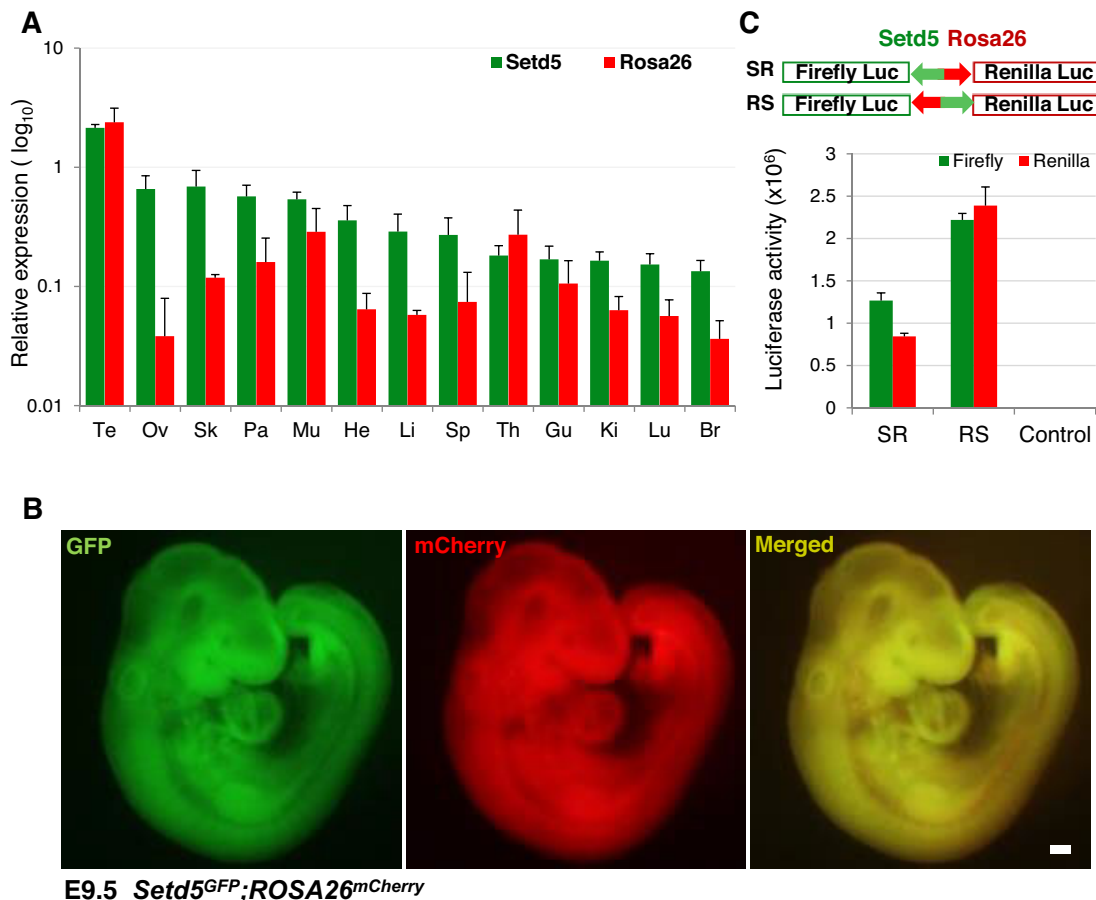 A
Relative expression ( log10)
10
1
0.1
0.01
Setd5 Rosa26
Te Ov Sk Pa Mu He Li Sp Th Gu Ki Lu Br
C
Setd5 Rosa26
SR Firefly Luc Renilla Luc
RS Firefly Luc Renilla Luc
Luciferase activity (x10⁶)
3
2.5
2
1.5
1
0.5
0
Firefly Renilla
SR RS Control
B
GFP mCherry Merged
E9.5 Setd5GFP;ROSA26mCherry